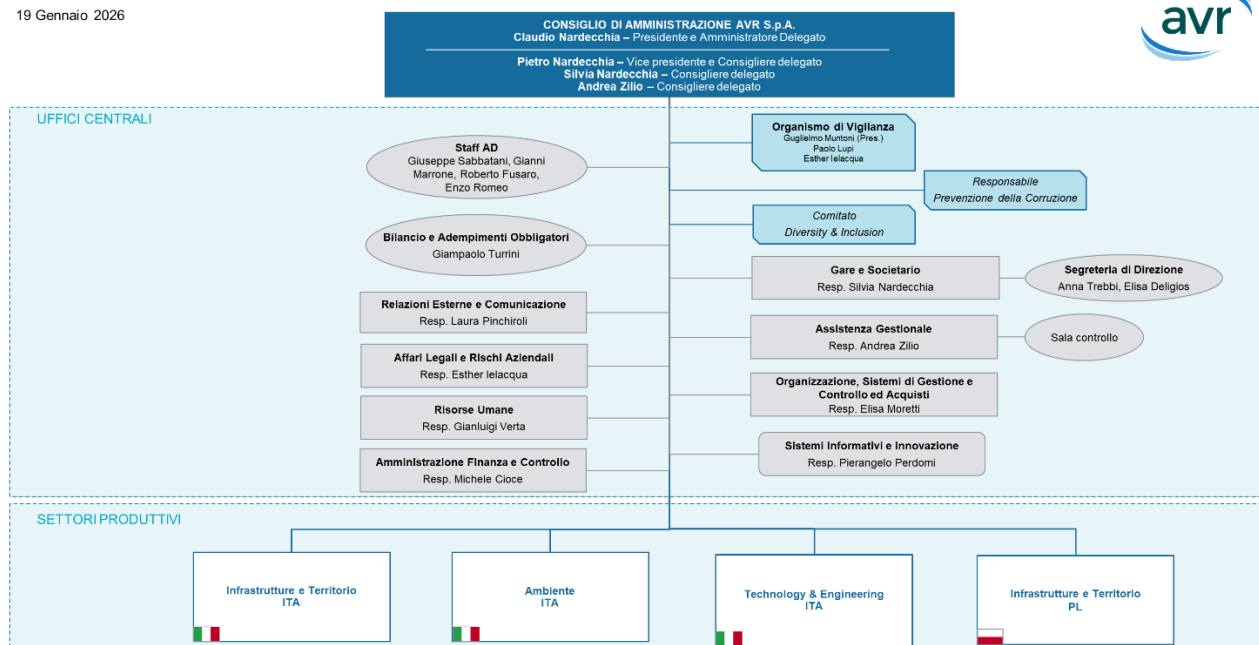 19 Gennaio 2026
avr
CONSIGLIO DI AMMINISTRAZIONE AVR S.p.A.
Claudio Nardecchia – Presidente e Amministratore Delegato
Pietro Nardecchia – Vice presidente e Consigliere delegato
Silvia Nardecchia – Consigliere delegato
Andrea Zilio – Consigliere delegato
UFFICI CENTRALI
Staff AD
Giuseppe Sabbatani, Gianni
Marrone, Roberto Fusaro,
Enzo Romeo
Organismo di Vigilanza
Guglielmo Muntoni (Pres.)
Paolo Lupi
Esther Ielacqua
Responsabile
Prevenzione della Corruzione
Comitato
Diversity & Inclusion
Bilancio e Adempimenti Obbligatori
Giampaolo Turrini
Gare e Societario
Resp. Silvia Nardecchia
Segreteria di Direzione
Anna Trebbi, Elisa Deligios
Relazioni Esterne e Comunicazione
Resp. Laura Pinchiroli
Assistenza Gestionale
Resp. Andrea Zilio
Sala controllo
Affari Legali e Rischi Aziendali
Resp. Esther Ielacqua
Organizzazione, Sistemi di Gestione e
Controllo ed Acquisti
Resp. Elisa Moretti
Risorse Umane
Resp. Gianluigi Verta
Sistemi Informativi e Innovazione
Resp. Pierangelo Perdomi
Amministrazione Finanza e Controllo
Resp. Michele Cioce
SETTORI PRODUTTIVI
Infrastrutture e Territorio
ITA
Ambiente
ITA
Technology & Engineering
ITA
Infrastrutture e Territorio
PL